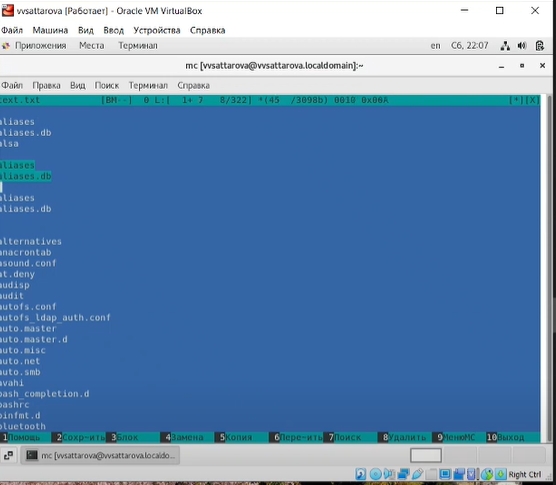 vvsattarova [Работает] - Oracle VM VirtualBox
Файл Машина Вид Ввод Устройства Справка
Приложения Места Терминал en Сб, 22:07
mc [vvsattarova@vvsattarova.localdomain]:~
Файл Правка Вид Поиск Терминал Справка
text.txt [BM--] 0 L:[ 1+ 7 8/322] *(45 /3098b) 0010 0x00A [*][X]
aliases
aliases.db
alsa
aliases
aliases.db
aliases
aliases.db
alternatives
anacrontab
asound.conf
at.deny
audisp
audit
autofs.conf
autofs_ldap_auth.conf
auto.master
auto.master.d
auto.misc
auto.net
auto.smb
avahi
bash_completion.d
bashrc
binfmt.d
bluetooth
1Помощь 2Сохр-ить 3Блок 4Замена 5Копия 6Пере-ить 7Поиск 8Удалить 9МенюMC 10Выход
mc [vvsattarova@vvsattarova.localdo...
Right Ctrl